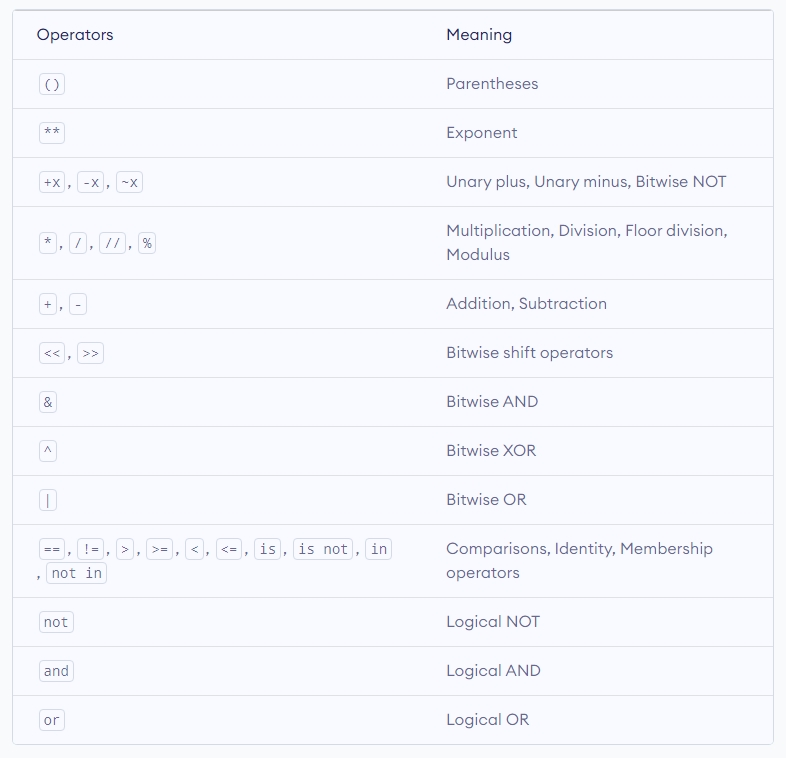 Operators Meaning
() Parentheses
** Exponent
+x, -x, ~x Unary plus, Unary minus, Bitwise NOT
*, /, //, % Multiplication, Division, Floor division,
Modulus
+, - Addition, Subtraction
<<, >> Bitwise shift operators
& Bitwise AND
^ Bitwise XOR
| Bitwise OR
==, !=, >, >=, <, <=, is, is not, in Comparisons, Identity, Membership
, not in operators
not Logical NOT
and Logical AND
or Logical OR